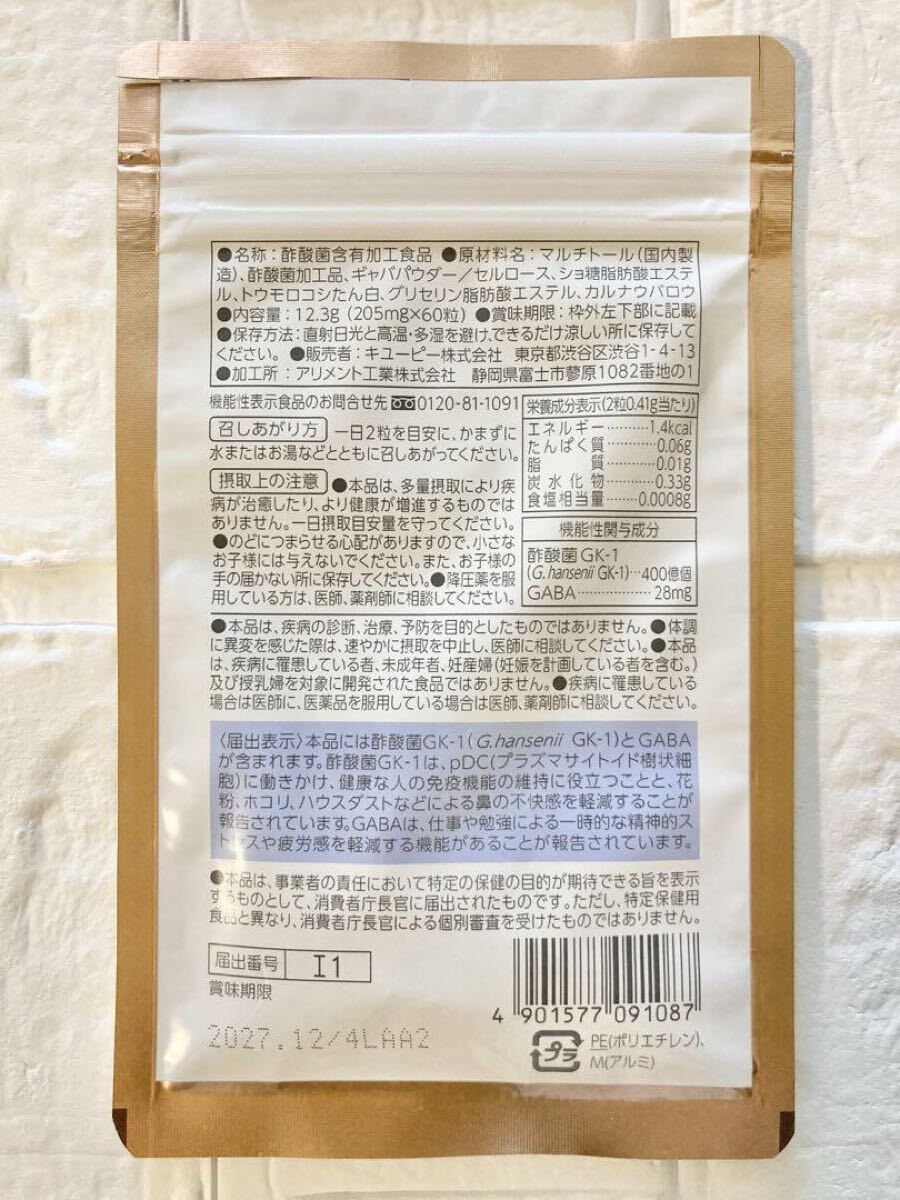 ●名称：酢酸菌含有加工食品 ●原材料名：マルチトール（国内製
造）、酢酸菌加工品、ギャバパウダー／セルロース、ショ糖脂肪酸エステ
ル、トウモロコシたん白、グリセリン脂肪酸エステル、カルナウバロウ
●内容量：12.3g（205mg×60粒）●賞味期限：枠外左下部に記載
●保存方法：直射日光と高温・多湿を避け、できるだけ涼しい所に保存して
ください。●販売者：キユーピー株式会社 東京都渋谷区渋谷1-4-13
●加工所：アリメント工業株式会社 静岡県富士市蓼原1082番地の1
機能性表示食品のお問合せ先 0120-81-1091
召しあがり方 一日2粒を目安に、かまずに
水またはお湯などとともに召しあがってください。
摂取上の注意 ●本品は、多量摂取により疾
病が治癒したり、より健康が増進するものでは
ありません。一日摂取目安量を守ってください。
●のどにつまらせる心配がありますので、小さな
お子様には与えないでください。また、お子様の
手の届かない所に保存してください。●降圧薬を服
用している方は、医師、薬剤師に相談してください。
栄養成分表示（2粒0.41g当たり）
エネルギー………1.4kcal
たんぱく質………0.06g
脂質………0.01g
炭水化物………0.33g
食塩相当量………0.0008g
機能性関与成分
酢酸菌 GK-1
(G.hansenii GK-1)…400億個
GABA………28mg
●本品は、疾病の診断、治療、予防を目的としたものではありません。●体調
に異変を感じた際は、速やかに摂取を中止し、医師に相談してください。●本品
は、疾病に罹患している者、未成年者、妊産婦（妊娠を計画している者を含む。）
及び授乳婦を対象に開発された食品ではありません。●疾病に罹患している
場合は医師に、医薬品を服用している場合は医師、薬剤師に相談してください。
〈届出表示〉本品には酢酸菌GK-1（G.hansenii GK-1）とGABA
が含まれます。酢酸菌GK-1は、pDC（プラズマサイトイド樹状細
胞）に働きかけ、健康な人の免疫機能の維持に役立つことと、花
粉、ホコリ、ハウスダストなどによる鼻の不快感を軽減することが
報告されています。GABAは、仕事や勉強による一時的な精神的ス
トレスや疲労感を軽減する機能があることが報告されています。
●本品は、事業者の責任において特定の保健の目的が期待できる旨を表示
するものとして、消費者庁長官に届出されたものです。ただし、特定保健用
食品と異なり、消費者庁長官による個別審査を受けたものではありません。
届出番号 I1
賞味期限
2027.12/4LAA2
4 901577 091087
プラ
PE（ポリエチレン）、
M（アルミ）